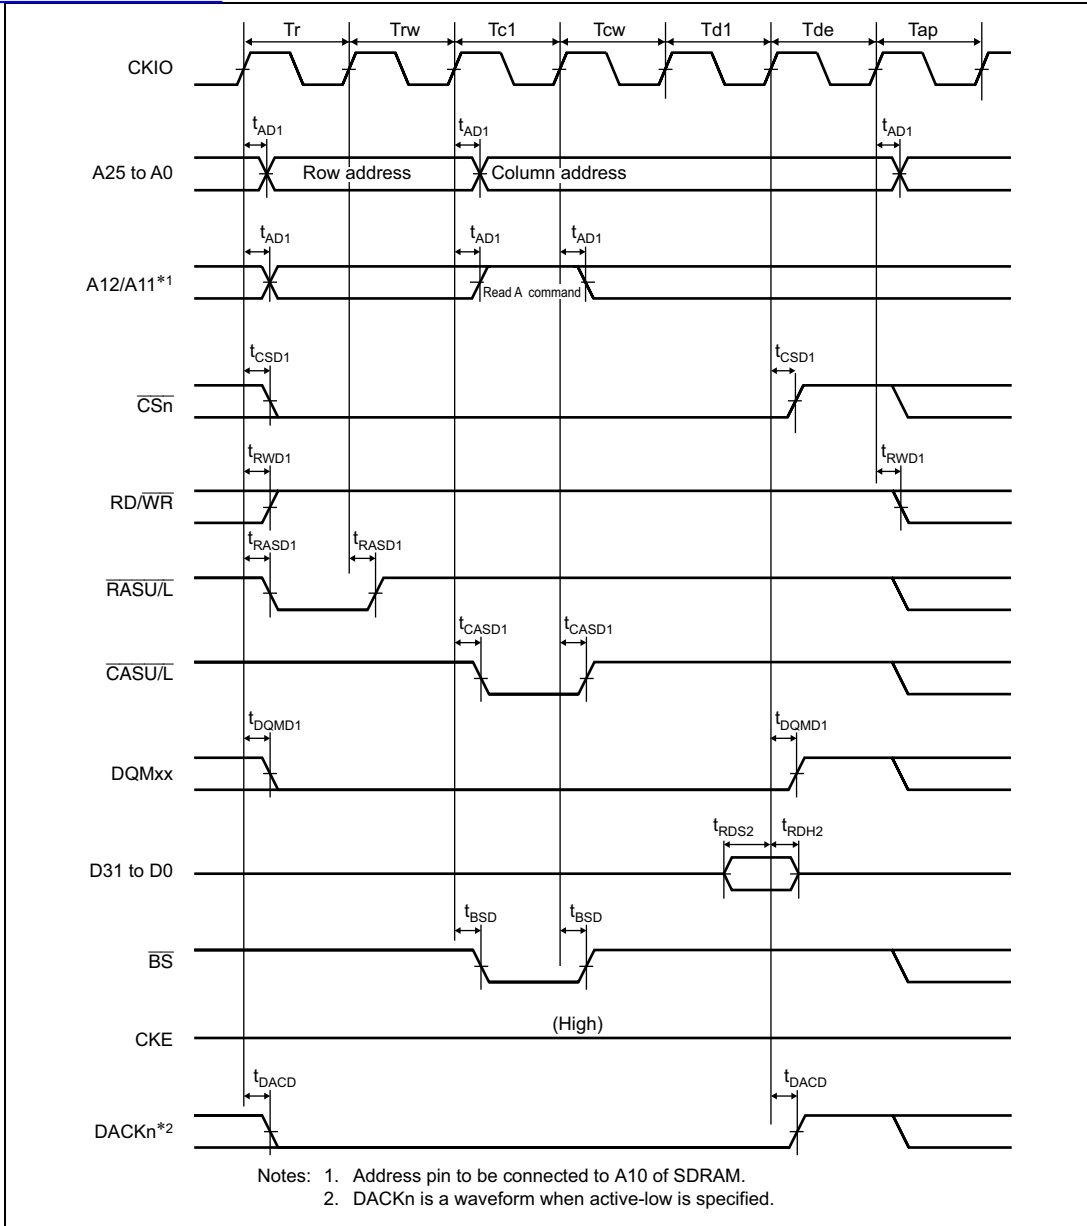 Tr Trw Tc1 Tcw Td1 Tde Tap
CKIO
tAD1 tAD1 tAD1
A25 to A0 Row address Column address
tAD1 tAD1 tAD1
A12/A11*1 Read A command
tCSD1 tCSD1
CSn
tRWD1 tRWD1
RD/WR
tRASD1 tRASD1
RASU/L
tCASD1 tCASD1
CASU/L
tDQMD1 tDQMD1
DQMxx
tRDS2 tRDH2
D31 to D0
tBSD tBSD
BS
(High)
CKE
tDACD tDACD
DACKn*2
Notes: 1. Address pin to be connected to A10 of SDRAM.
2. DACKn is a waveform when active-low is specified.